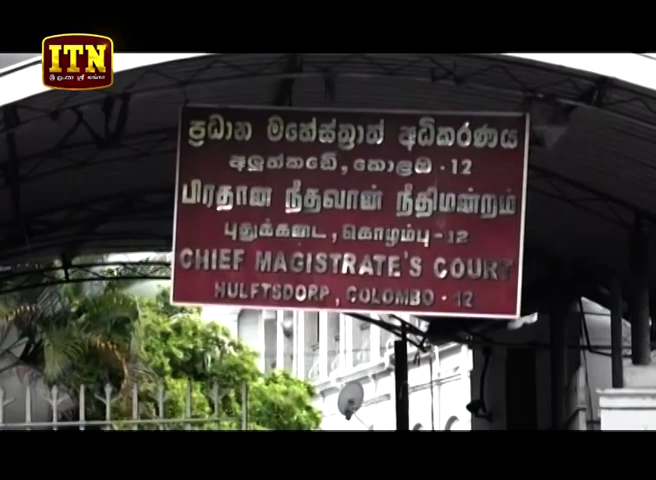 ITN
ප්‍රධාන මහේස්ත්‍රාත් අධිකරණය
අලුත්කඩේ, කොළඹ - 12
பிரதான நீதவான் நீதிமன்றம்
புதுக்கடை, கொழும்பு - 12
CHIEF MAGISTRATE'S COURT
HULFTSDORP, COLOMBO - 12